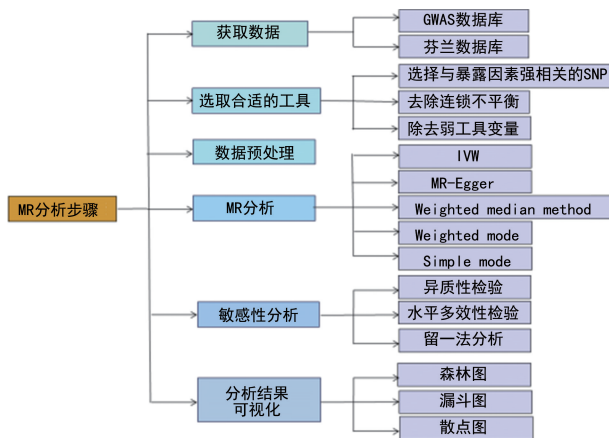 MR分析步骤
获取数据
GWAS数据库
芬兰数据库
选取合适的工具
选择与暴露因素强相关的SNP
去除连锁不平衡
除去弱工具变量
数据预处理
MR分析
IVW
MR-Egger
Weighted median method
Weighted mode
Simple mode
敏感性分析
异质性检验
水平多效性检验
留一法分析
分析结果
可视化
森林图
漏斗图
散点图